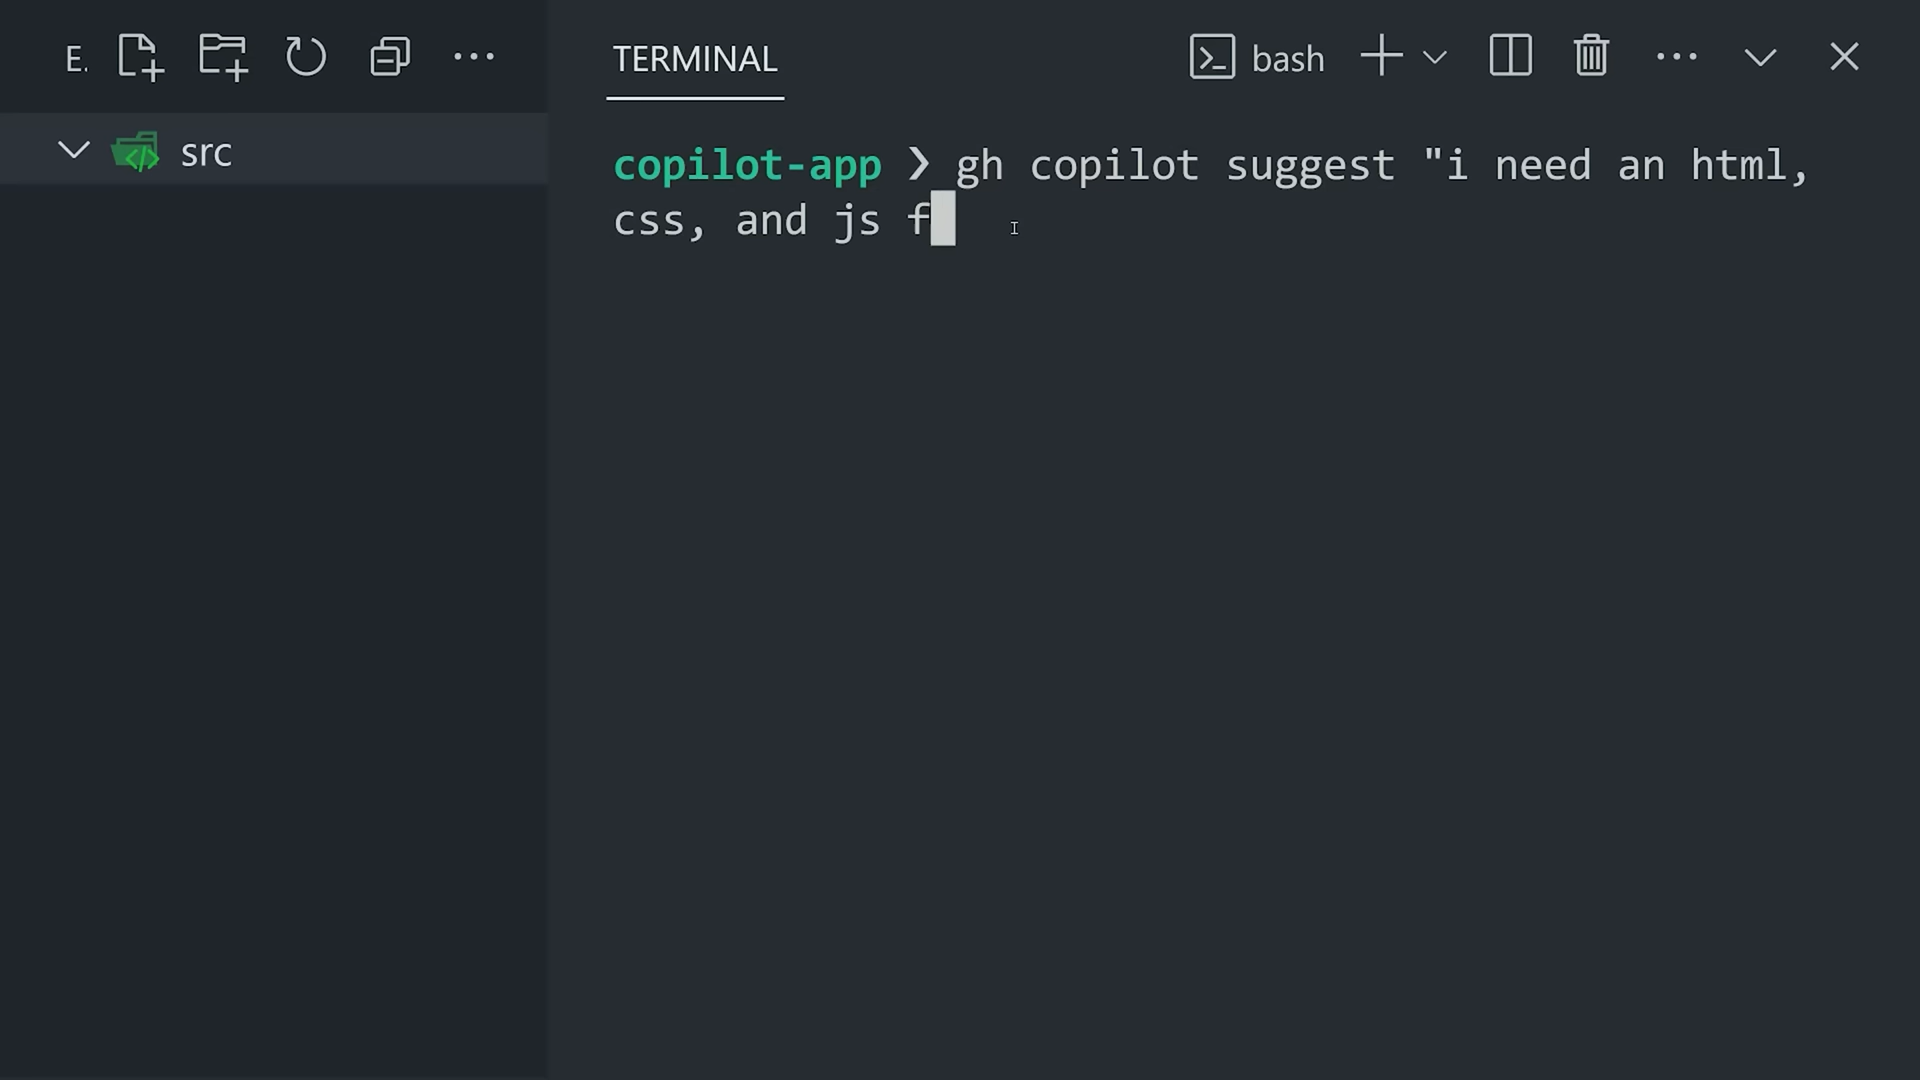 E.
TERMINAL
bash
src
copilot-app ❯ gh copilot suggest "i need an html,
css, and js f